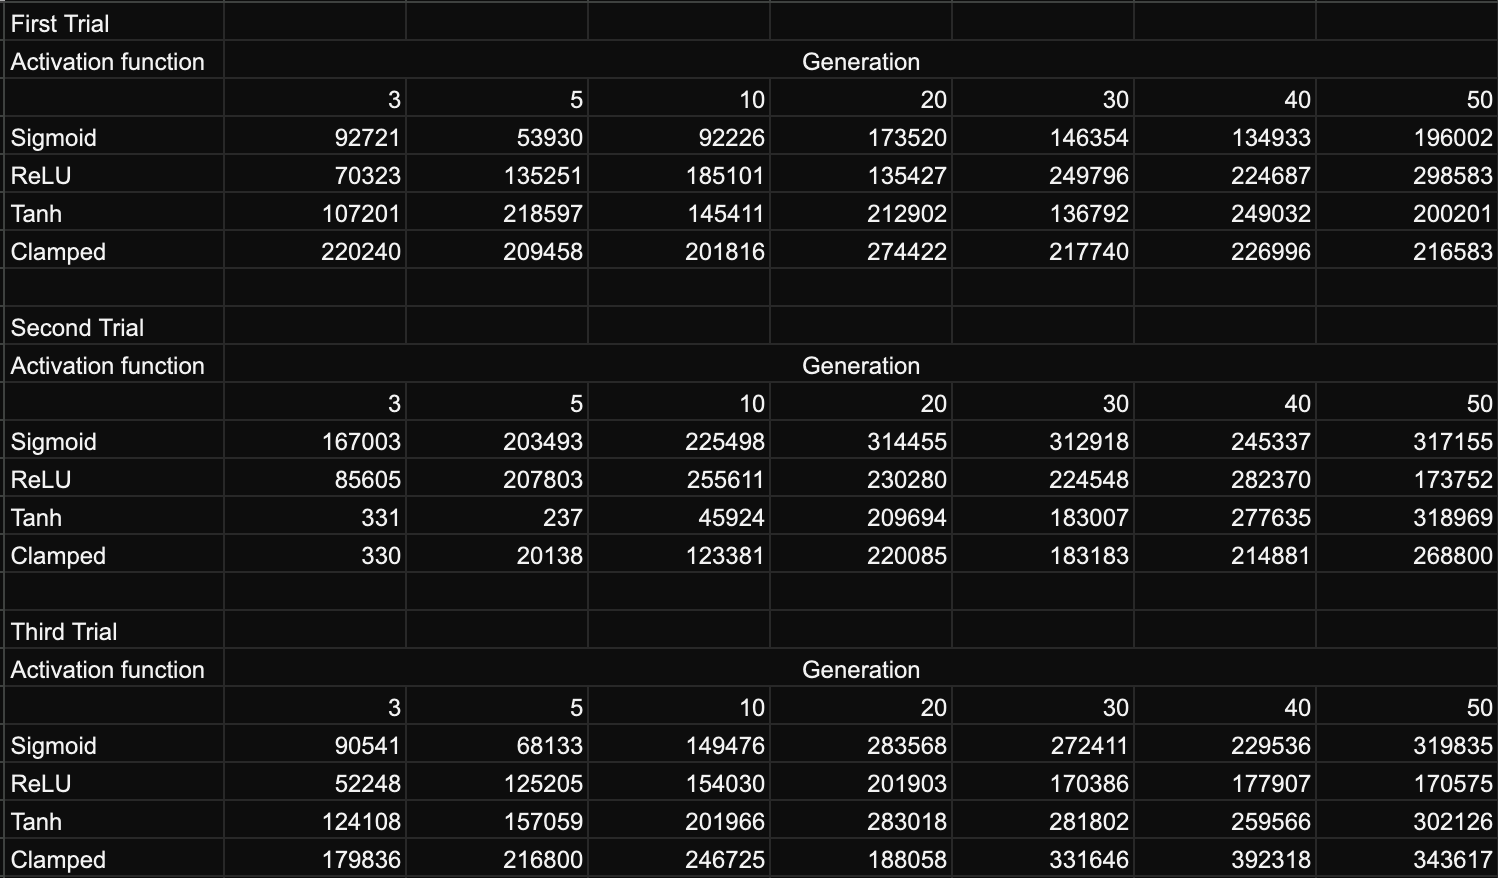 First Trial
Activation function Generation
3 5 10 20 30 40 50
Sigmoid 92721 53930 92226 173520 146354 134933 196002
ReLU 70323 135251 185101 135427 249796 224687 298583
Tanh 107201 218597 145411 212902 136792 249032 200201
Clamped 220240 209458 201816 274422 217740 226996 216583
Second Trial
Activation function Generation
3 5 10 20 30 40 50
Sigmoid 167003 203493 225498 314455 312918 245337 317155
ReLU 85605 207803 255611 230280 224548 282370 173752
Tanh 331 237 45924 209694 183007 277635 318969
Clamped 330 20138 123381 220085 183183 214881 268800
Third Trial
Activation function Generation
3 5 10 20 30 40 50
Sigmoid 90541 68133 149476 283568 272411 229536 319835
ReLU 52248 125205 154030 201903 170386 177907 170575
Tanh 124108 157059 201966 283018 281802 259566 302126
Clamped 179836 216800 246725 188058 331646 392318 343617